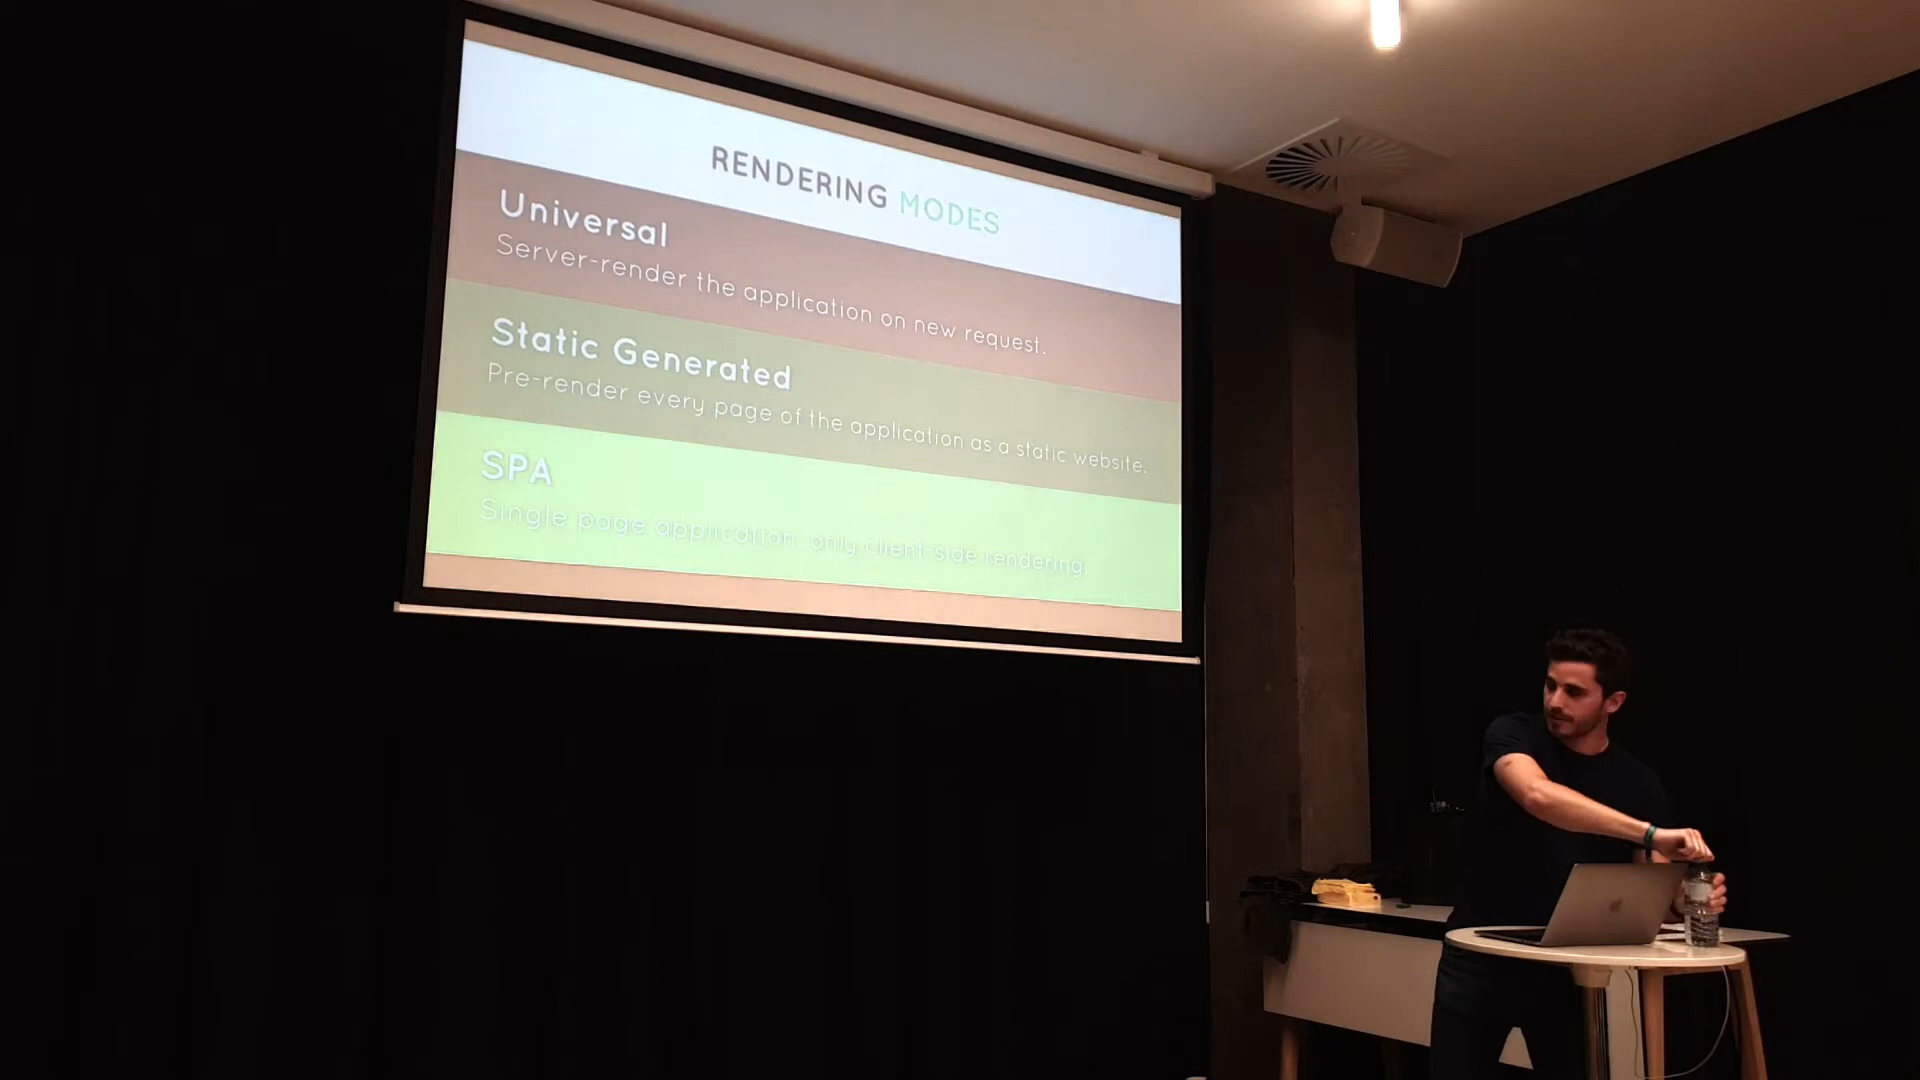 RENDERING MODES
Universal
Server-render the application on new request.
Static Generated
Pre-render every page of the application as a static website.
SPA
Single page application, only client-side rendering.